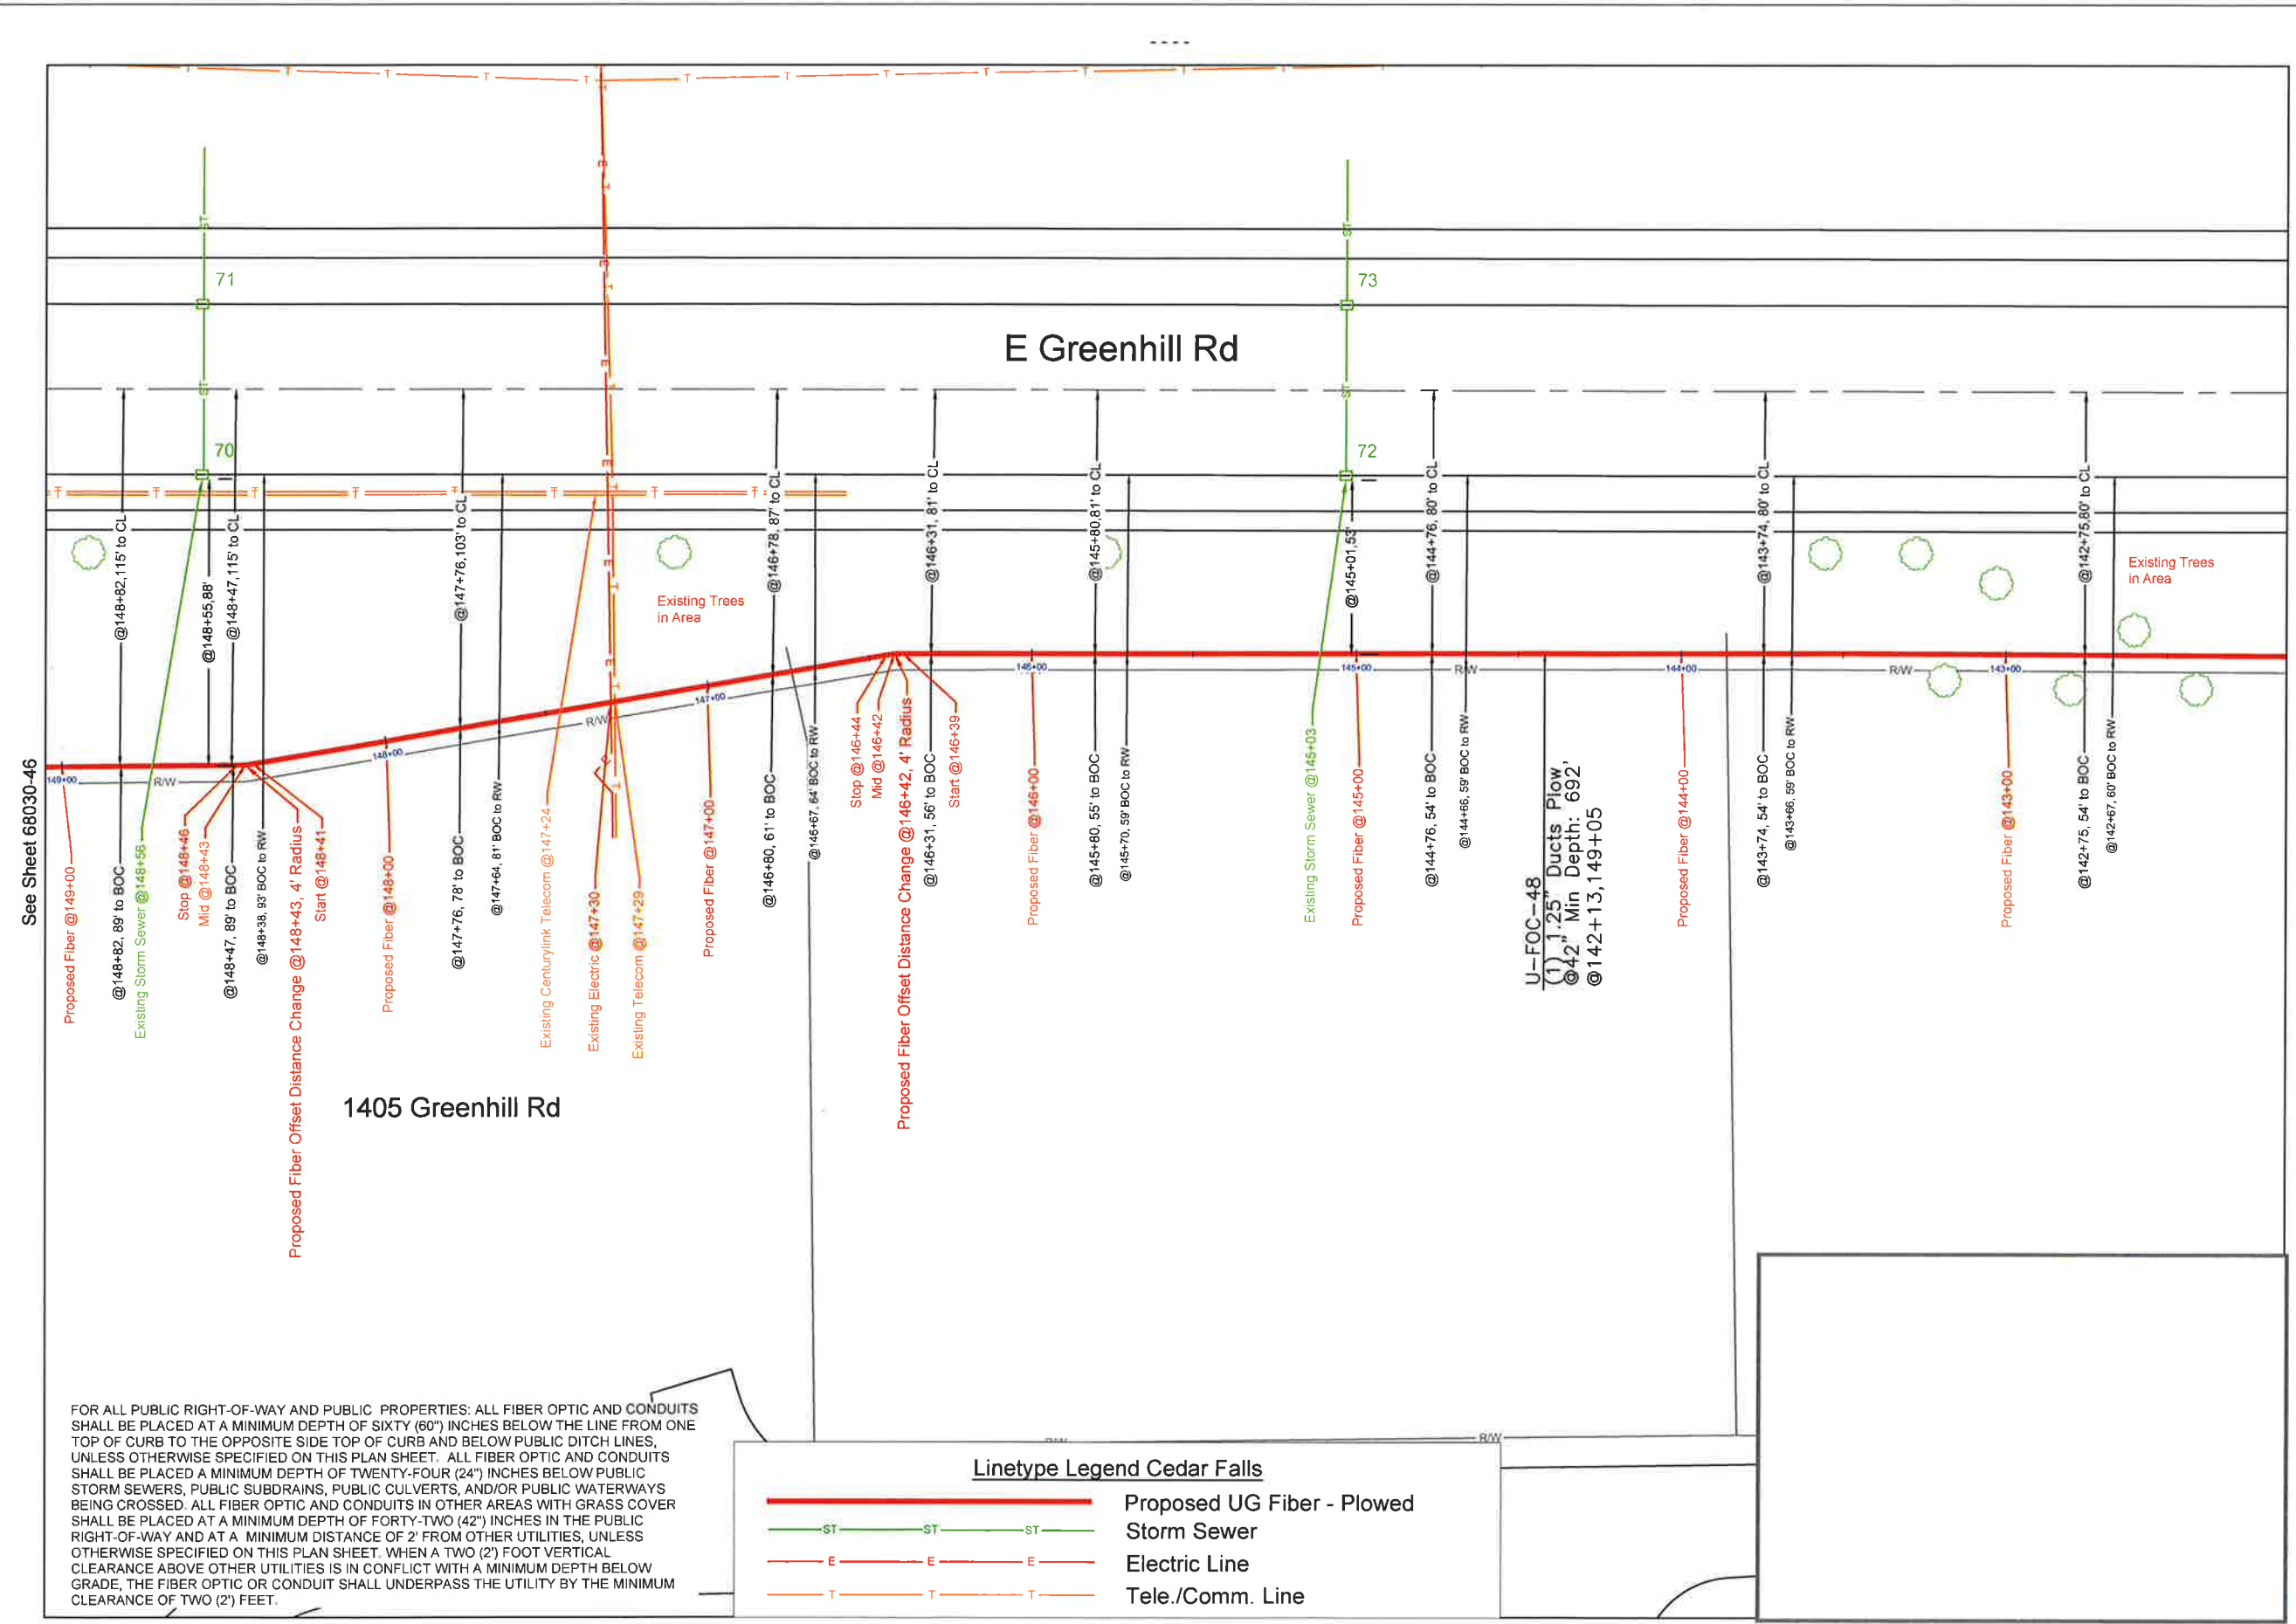 ----
T T T T T T T T T T T T
71
73
E Greenhill Rd
70
72
ST ST ST ST
E T E T E T E T E T E T
T T T T T T T T
@148+82,115' to CL
@148+55,88'
@148+47,115' to CL
@147+76,103' to CL
@146+78, 87' to CL
@146+31, 81' to CL
@145+80,81' to CL
@145+01,53'
@144+76, 80' to CL
@143+74, 80' to CL
@142+75,80' to CL
Existing Trees
in Area
Existing Trees
in Area
149+00
R/W
148+00
R/W
147+00
146+00
145+00
R/W
144+00
R/W
143+00
See Sheet 68030-46
Proposed Fiber @149+00
@148+82, 89' to BOC
Existing Storm Sewer @148+56
Stop @148+46
Mid @148+43
@148+47, 89' to BOC
@148+38, 93' BOC to RW
Proposed Fiber Offset Distance Change @148+43, 4' Radius
Start @148+41
Proposed Fiber @148+00
@147+76, 78' to BOC
@147+64, 81' BOC to RW
Existing Centurylink Telecom @147+24
Existing Electric @147+30
Existing Telecom @147+29
Proposed Fiber @147+00
@146+80, 61' to BOC
@146+67, 64' BOC to RW
Stop @146+44
Mid @146+42
Proposed Fiber Offset Distance Change @146+42, 4' Radius
@146+31, 56' to BOC
Start @146+39
Proposed Fiber @146+00
@145+80, 55' to BOC
@145+70, 59' BOC to RW
Existing Storm Sewer @145+03
Proposed Fiber @145+00
@144+76, 54' to BOC
@144+66, 59' BOC to RW
U-FOC-48
(1) 1.25" Ducts Plow,
@42" Min Depth: 692'
@142+13,149+05
Proposed Fiber @144+00
@143+74, 54' to BOC
@143+66, 59' BOC to RW
Proposed Fiber @143+00
@142+75, 54' to BOC
@142+67, 60' BOC to RW
1405 Greenhill Rd
FOR ALL PUBLIC RIGHT-OF-WAY AND PUBLIC PROPERTIES: ALL FIBER OPTIC AND CONDUITS
SHALL BE PLACED AT A MINIMUM DEPTH OF SIXTY (60") INCHES BELOW THE LINE FROM ONE
TOP OF CURB TO THE OPPOSITE SIDE TOP OF CURB AND BELOW PUBLIC DITCH LINES,
UNLESS OTHERWISE SPECIFIED ON THIS PLAN SHEET. ALL FIBER OPTIC AND CONDUITS
SHALL BE PLACED A MINIMUM DEPTH OF TWENTY-FOUR (24") INCHES BELOW PUBLIC
STORM SEWERS, PUBLIC SUBDRAINS, PUBLIC CULVERTS, AND/OR PUBLIC WATERWAYS
BEING CROSSED. ALL FIBER OPTIC AND CONDUITS IN OTHER AREAS WITH GRASS COVER
SHALL BE PLACED AT A MINIMUM DEPTH OF FORTY-TWO (42") INCHES IN THE PUBLIC
RIGHT-OF-WAY AND AT A MINIMUM DISTANCE OF 2' FROM OTHER UTILITIES, UNLESS
OTHERWISE SPECIFIED ON THIS PLAN SHEET. WHEN A TWO (2') FOOT VERTICAL
CLEARANCE ABOVE OTHER UTILITIES IS IN CONFLICT WITH A MINIMUM DEPTH BELOW
GRADE, THE FIBER OPTIC OR CONDUIT SHALL UNDERPASS THE UTILITY BY THE MINIMUM
CLEARANCE OF TWO (2') FEET.
R/W
Linetype Legend Cedar Falls
Proposed UG Fiber - Plowed
ST ST ST Storm Sewer
E E E Electric Line
T T T Tele./Comm. Line